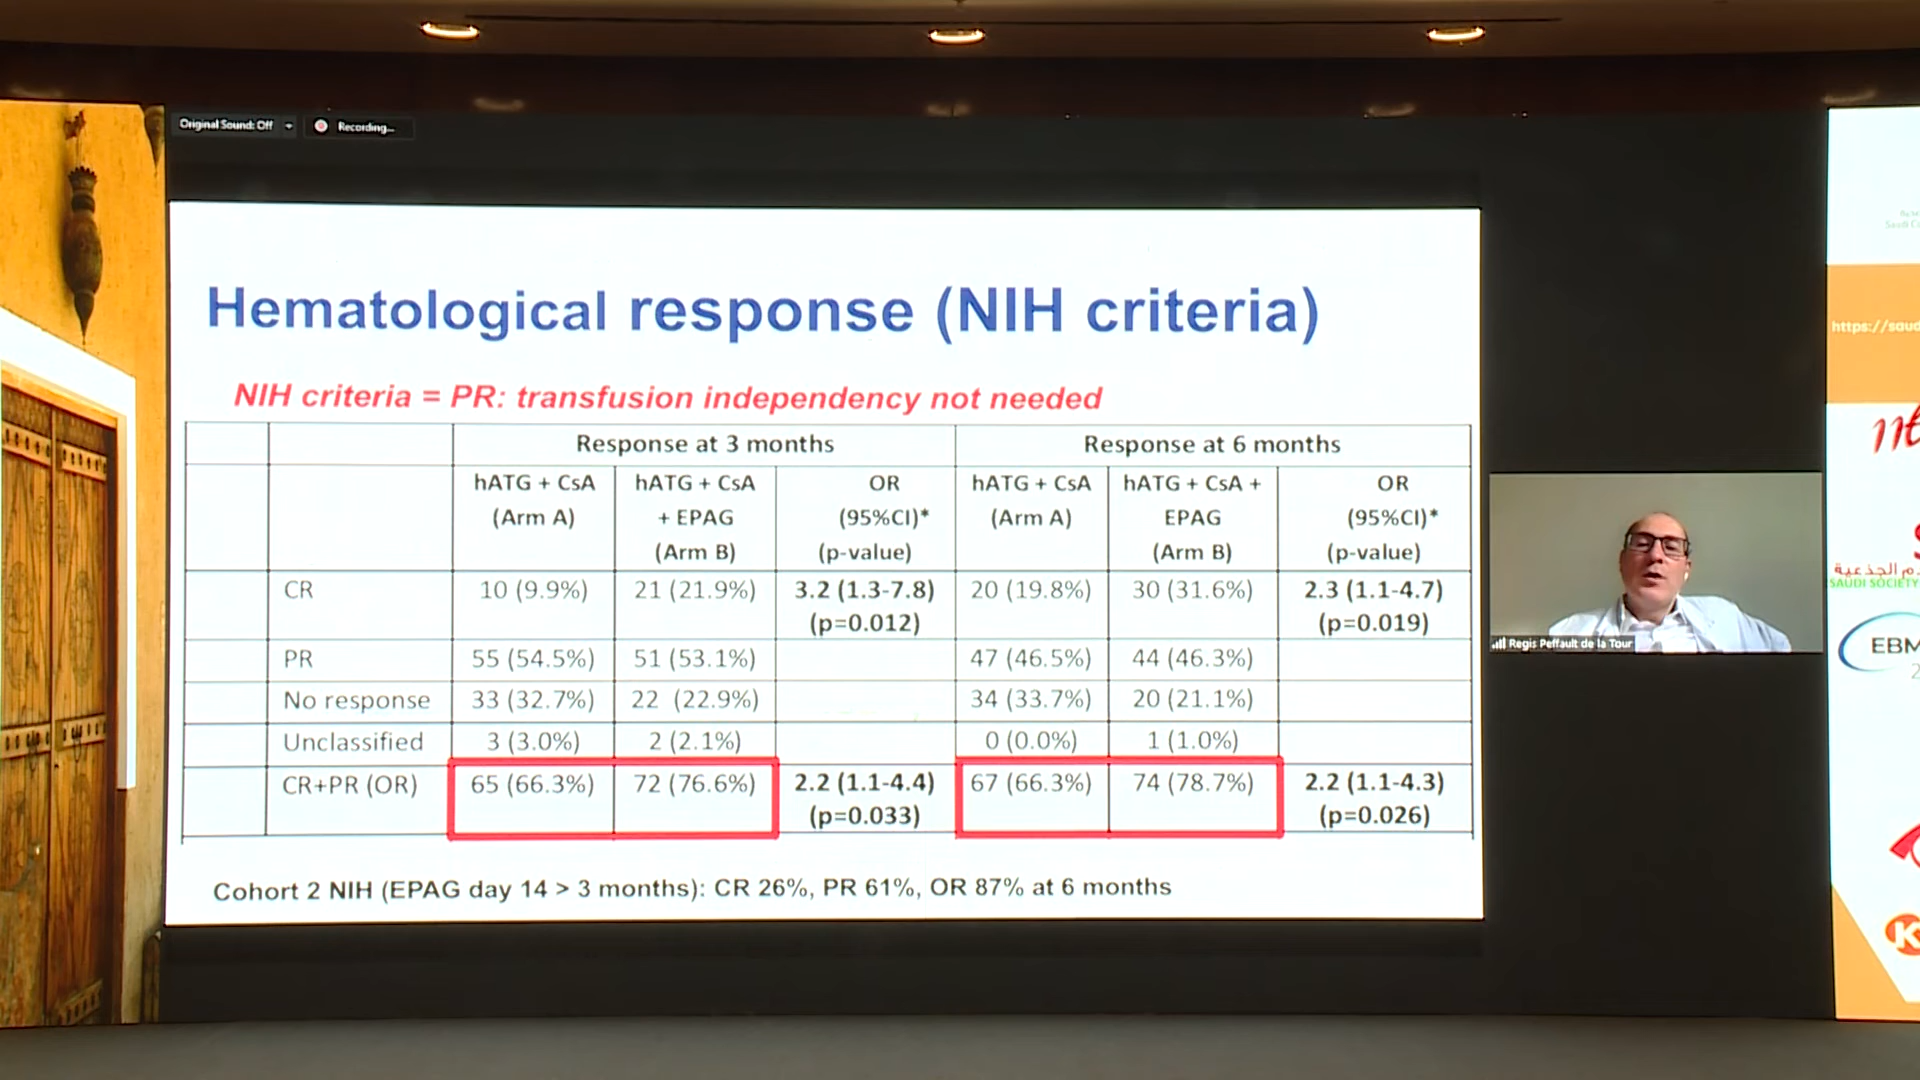 Original Sound: Off
Recording...
Hematological response (NIH criteria)
NIH criteria = PR: transfusion independency not needed
Response at 3 months
Response at 6 months
hATG + CsA (Arm A)
hATG + CsA + EPAG (Arm B)
OR (95%CI)* (p-value)
hATG + CsA (Arm A)
hATG + CsA + EPAG (Arm B)
OR (95%CI)* (p-value)
CR 10 (9.9%) 21 (21.9%) 3.2 (1.3-7.8) (p=0.012) 20 (19.8%) 30 (31.6%) 2.3 (1.1-4.7) (p=0.019)
PR 55 (54.5%) 51 (53.1%) 47 (46.5%) 44 (46.3%)
No response 33 (32.7%) 22 (22.9%) 34 (33.7%) 20 (21.1%)
Unclassified 3 (3.0%) 2 (2.1%) 0 (0.0%) 1 (1.0%)
CR+PR (OR) 65 (66.3%) 72 (76.6%) 2.2 (1.1-4.4) (p=0.033) 67 (66.3%) 74 (78.7%) 2.2 (1.1-4.3) (p=0.026)
Cohort 2 NIH (EPAG day 14 > 3 months): CR 26%, PR 61%, OR 87% at 6 months
Regis Peffault de la Tour
https://saud
SAUDI SOCIETY
EBM
K